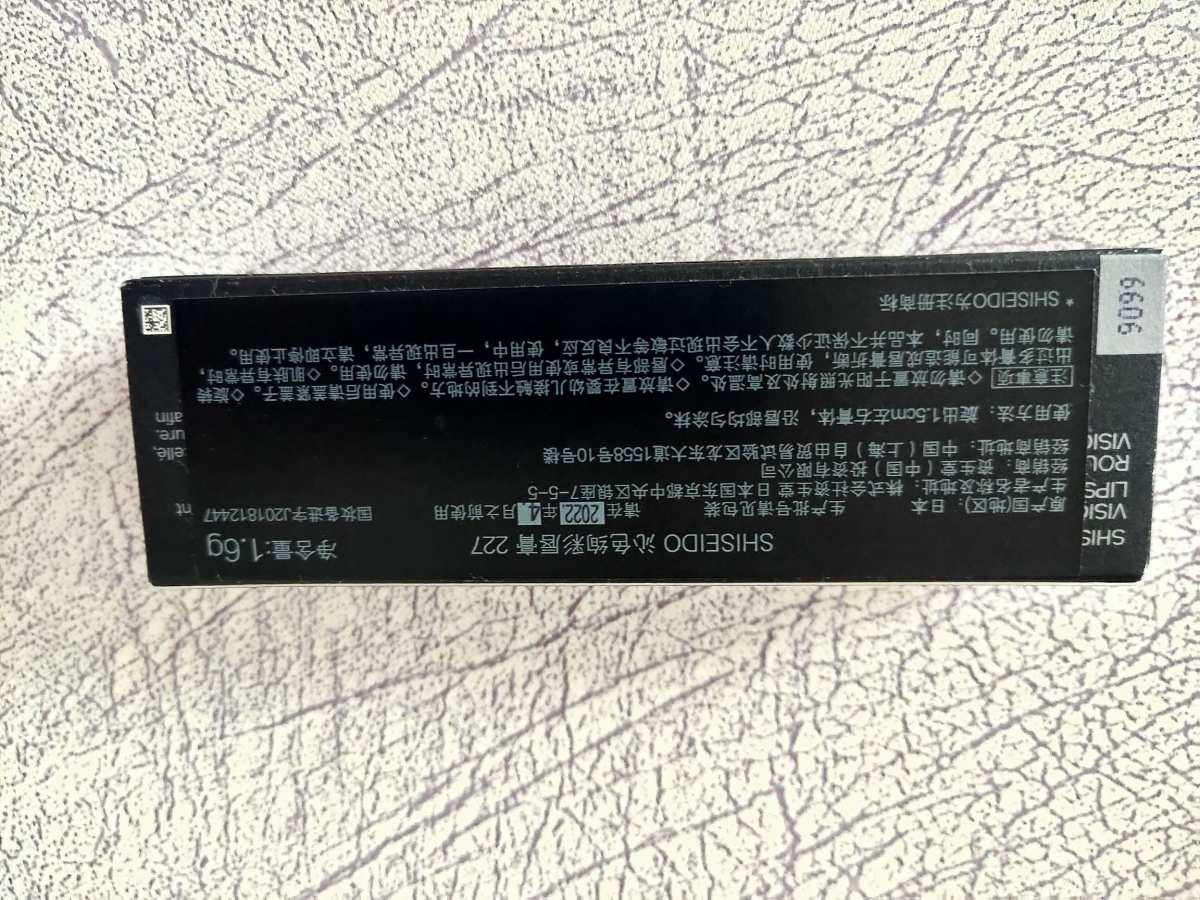 SHISEIDO 沁色绚彩唇膏 227
净含量:1.6g
原产国(地区): 日本 生产批号请见包装 请在2022年4月之前使用 国妆备进字J201812447
生产者名称及地址: 株式会社资生堂 日本国东京都中央区银座7-5-5
经销商: 资生堂(中国)投资有限公司
经销商地址: 中国(上海)自由贸易试验区龙东大道1558号10号楼
使用方法: 旋出1.5cm左右膏体, 沿唇部均匀涂抹。
注意事项 ◇请勿放置于阳光照射处及高温处。◇请放置在婴幼儿接触不到的地方。◇使用后请盖紧盖子。◇旋转
出过多膏体可能造成唇膏折断, 使用时请注意。◇唇部有异常或使用后出现异常时, 请勿使用。◇肌肤有异常时,
请勿使用。同时, 本品并不保证少数人不会出现过敏等不良反应, 使用中, 一旦出现异常, 请立即停止使用。
* SHISEIDO为注册商标
SHIS
VISI
LIPS
ROU
VISIO
nt
ellé,
ure.
afin
9099